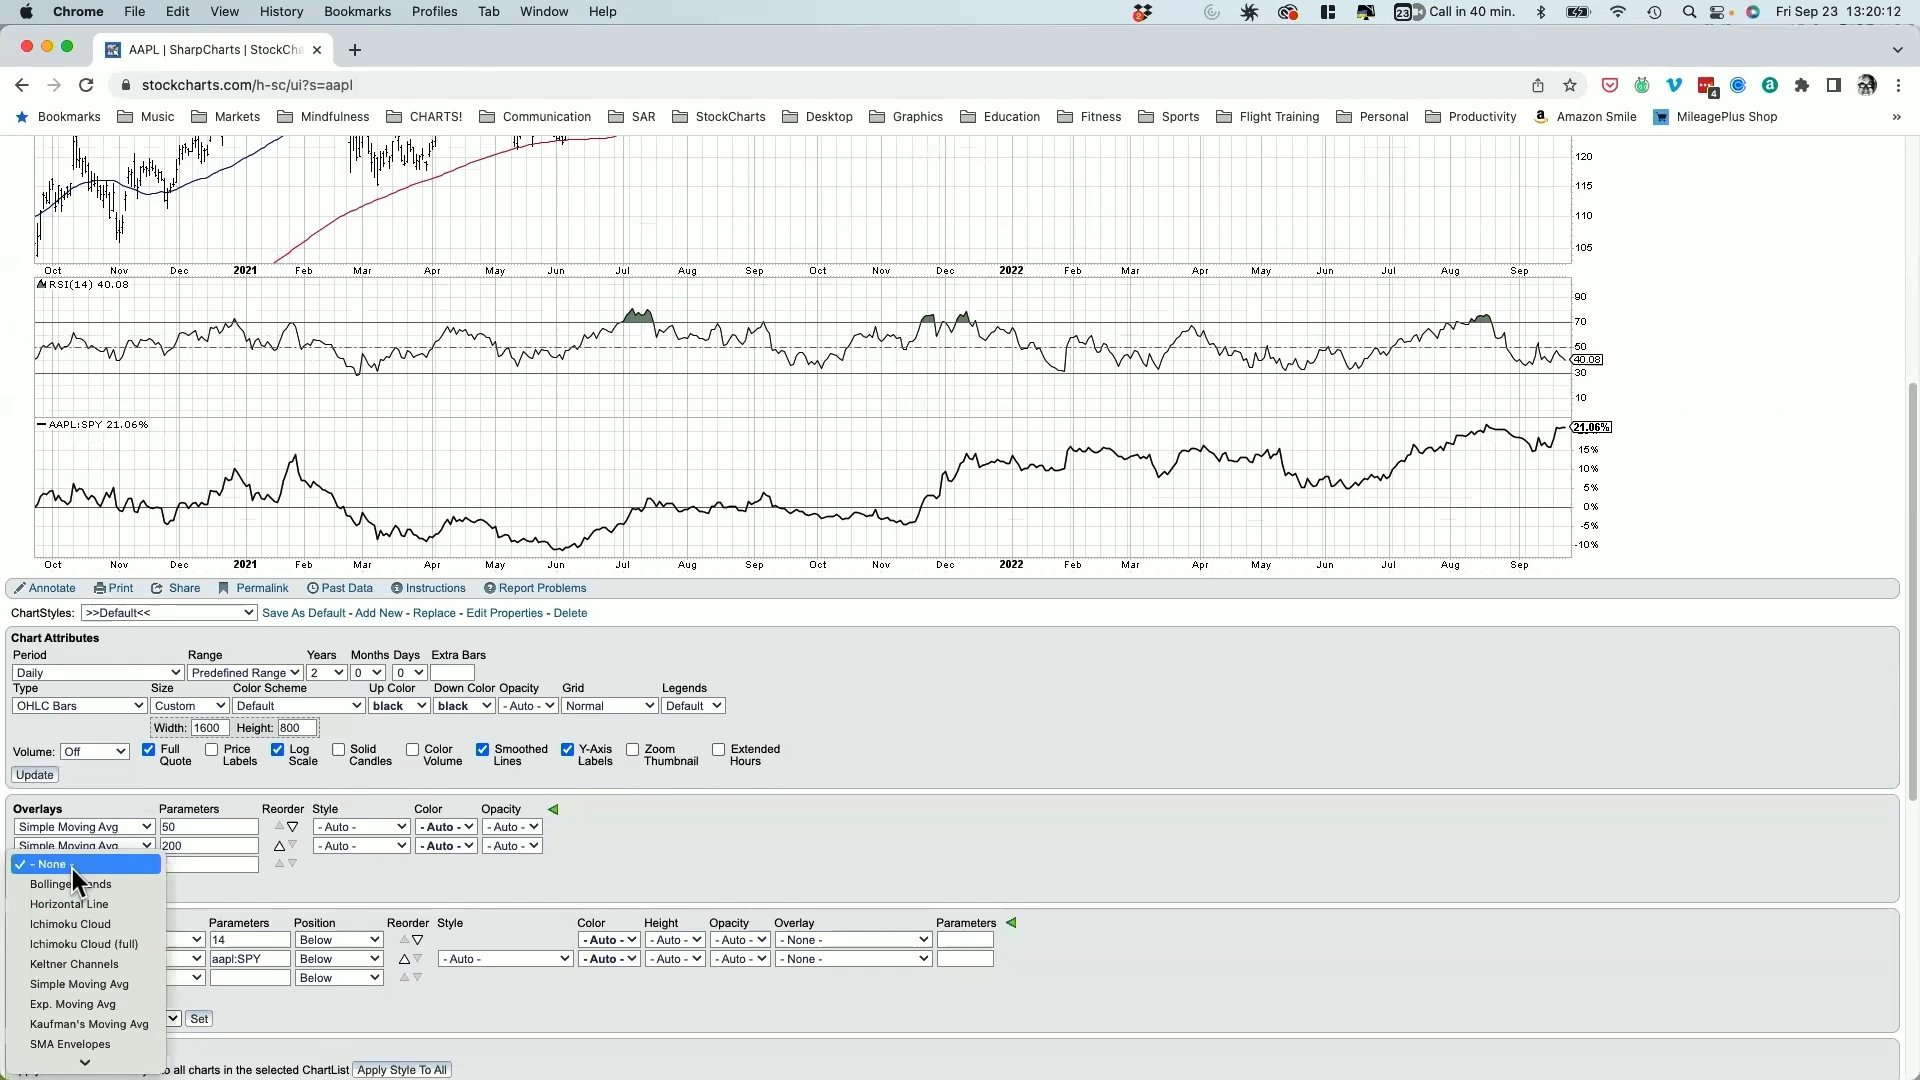 Chrome File Edit View History Bookmarks Profiles Tab Window Help 2 23 Call in 40 min. Fri Sep 23 13:20:12
AAPL | SharpCharts | StockCha
stockcharts.com/h-sc/ui?s=aapl 4
Bookmarks Music Markets Mindfulness CHARTS! Communication SAR StockCharts Desktop Graphics Education Fitness Sports Flight Training Personal Productivity Amazon Smile MileagePlus Shop »
120
115
110
105
Oct Nov Dec 2021 Feb Mar Apr May Jun Jul Aug Sep Oct Nov Dec 2022 Feb Mar Apr May Jun Jul Aug Sep
RSI(14) 40.08
90
70
50
40.08
30
10
AAPL:SPY 21.06%
21.06%
15%
10%
5%
0%
-5%
-10%
Oct Nov Dec 2021 Feb Mar Apr May Jun Jul Aug Sep Oct Nov Dec 2022 Feb Mar Apr May Jun Jul Aug Sep
Annotate Print Share Permalink Past Data Instructions Report Problems
ChartStyles: >>Default<< Save As Default - Add New - Replace - Edit Properties - Delete
Chart Attributes
Period Range Years Months Days Extra Bars
Daily Predefined Range 2 0 0
Type Size Color Scheme Up Color Down Color Opacity Grid Legends
OHLC Bars Custom Default black black - Auto - Normal Default
Width: 1600 Height: 800
Volume: Off Full Quote Price Labels Log Scale Solid Candles Color Volume Smoothed Lines Y-Axis Labels Zoom Thumbnail Extended Hours
Update
Overlays Parameters Reorder Style Color Opacity
Simple Moving Avg 50 - Auto - - Auto - - Auto -
Simple Moving Avg 200 - Auto - - Auto - - Auto -
- None -
Horizontal Line
Ichimoku Cloud
Ichimoku Cloud (full)
Keltner Channels
Simple Moving Avg
Exp. Moving Avg
Kaufman's Moving Avg
SMA Envelopes
Parameters Position Reorder Style Color Height Opacity Overlay Parameters
14 Below - Auto - - Auto - - Auto - - None -
aapl:SPY Below - Auto - - Auto - - Auto - - Auto - - None -
Below
Set
all charts in the selected ChartList Apply Style To All